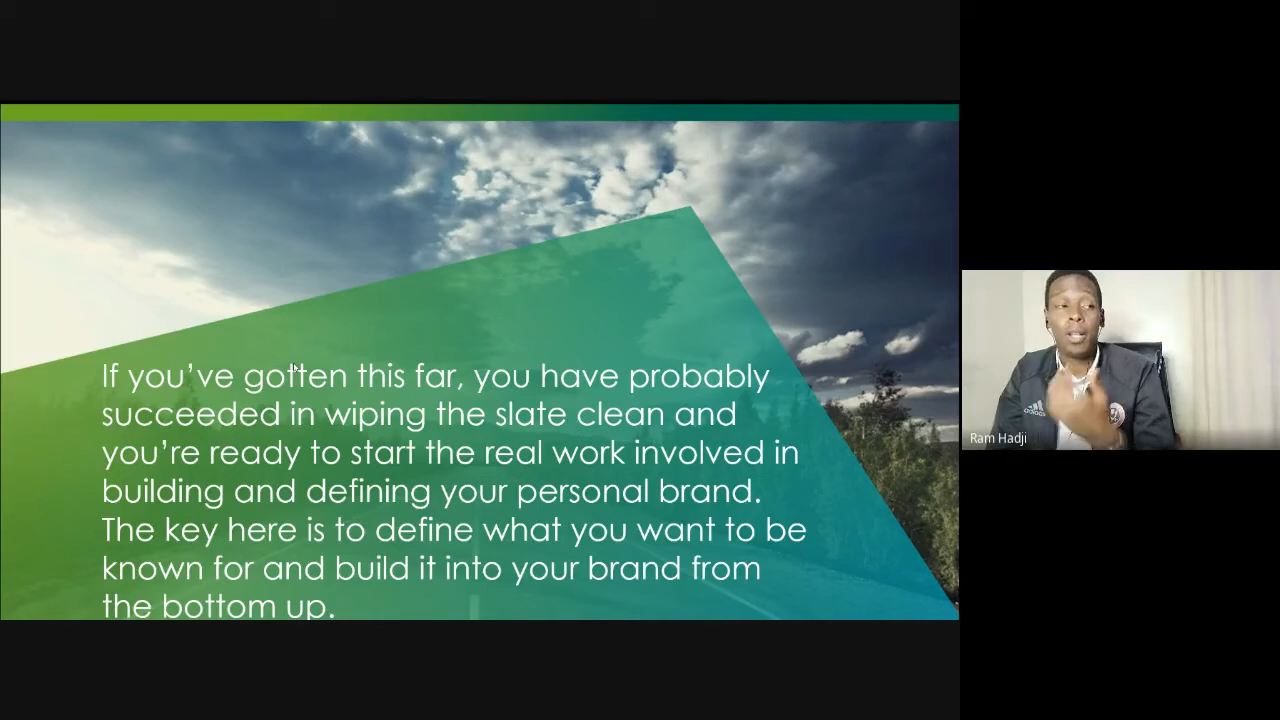 If you’ve gotten this far, you have probably
succeeded in wiping the slate clean and
you’re ready to start the real work involved in
building and defining your personal brand.
The key here is to define what you want to be
known for and build it into your brand from
the bottom up.
adidas
Ram Hadji